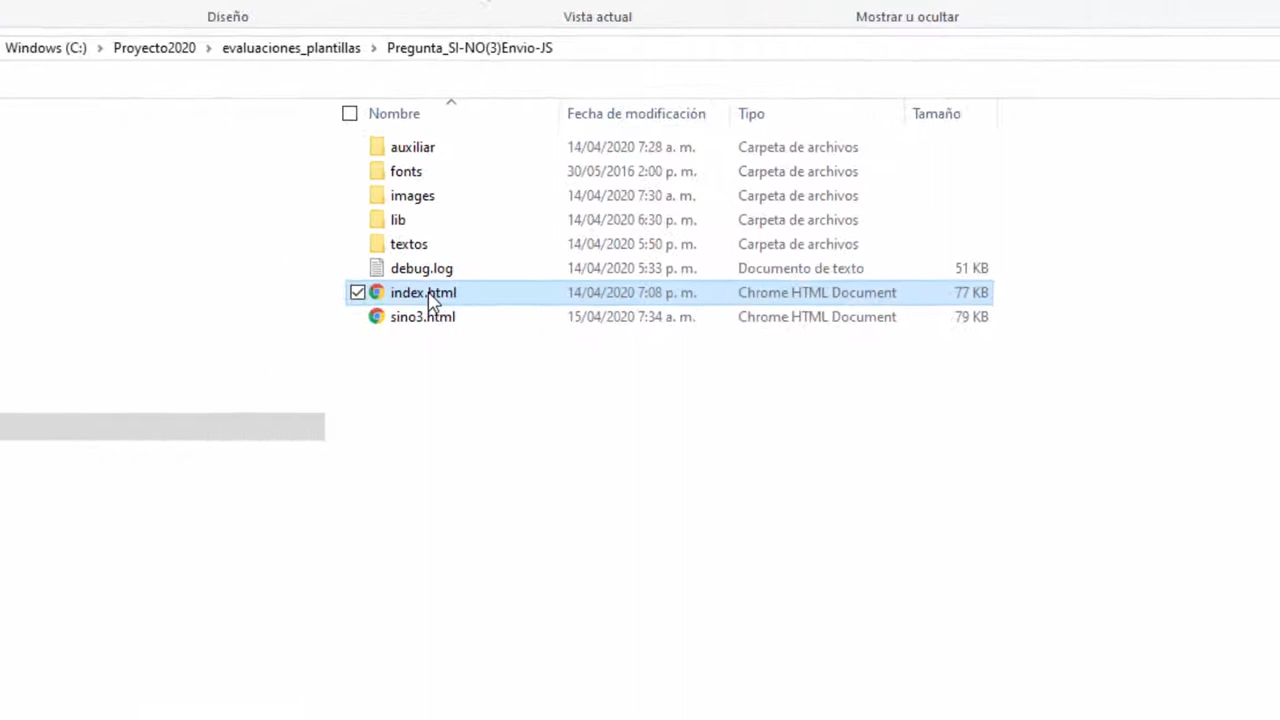 Diseño Vista actual Mostrar u ocultar
Windows (C:) > Proyecto2020 > evaluaciones_plantillas > Pregunta_SI-NO(3)Envio-JS
Nombre Fecha de modificación Tipo Tamaño
auxiliar 14/04/2020 7:28 a. m. Carpeta de archivos
fonts 30/05/2016 2:00 p. m. Carpeta de archivos
images 14/04/2020 7:30 a. m. Carpeta de archivos
lib 14/04/2020 6:30 p. m. Carpeta de archivos
textos 14/04/2020 5:50 p. m. Carpeta de archivos
debug.log 14/04/2020 5:33 p. m. Documento de texto 51 KB
index.html 14/04/2020 7:08 p. m. Chrome HTML Document 77 KB
sino3.html 15/04/2020 7:34 a. m. Chrome HTML Document 79 KB